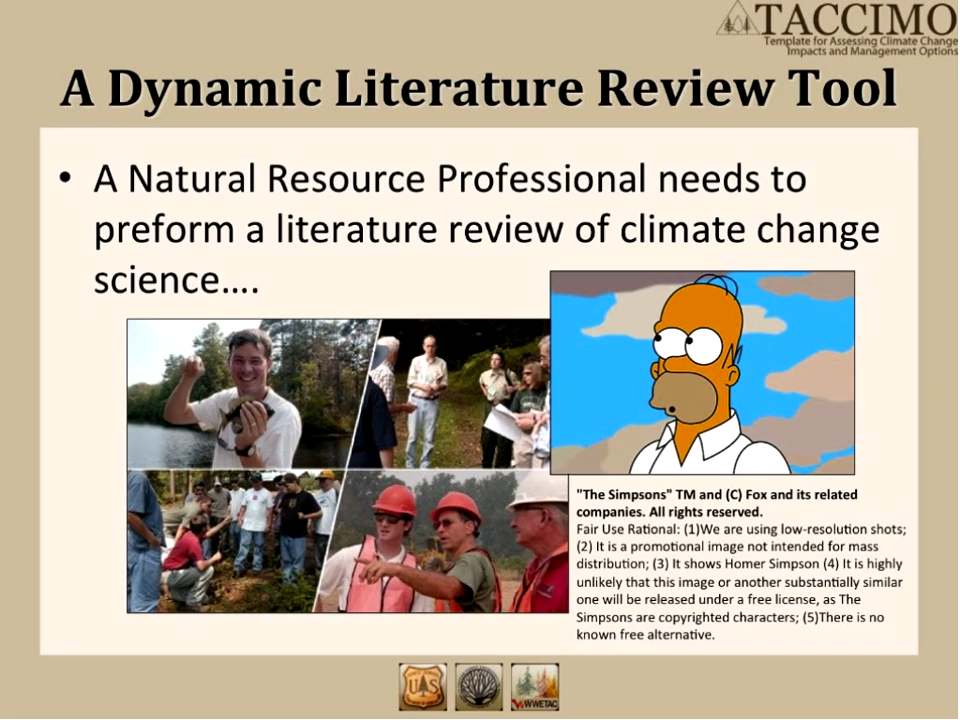 TACCIMO
Template for Assessing Climate Change
Impacts and Management Options
A Dynamic Literature Review Tool
• A Natural Resource Professional needs to
preform a literature review of climate change
science….
"The Simpsons" TM and (C) Fox and its related
companies. All rights reserved.
Fair Use Rational: (1)We are using low-resolution shots;
(2) It is a promotional image not intended for mass
distribution; (3) It shows Homer Simpson (4) It is highly
unlikely that this image or another substantially similar
one will be released under a free license, as The
Simpsons are copyrighted characters; (5)There is no
known free alternative.
U S
WWETAC